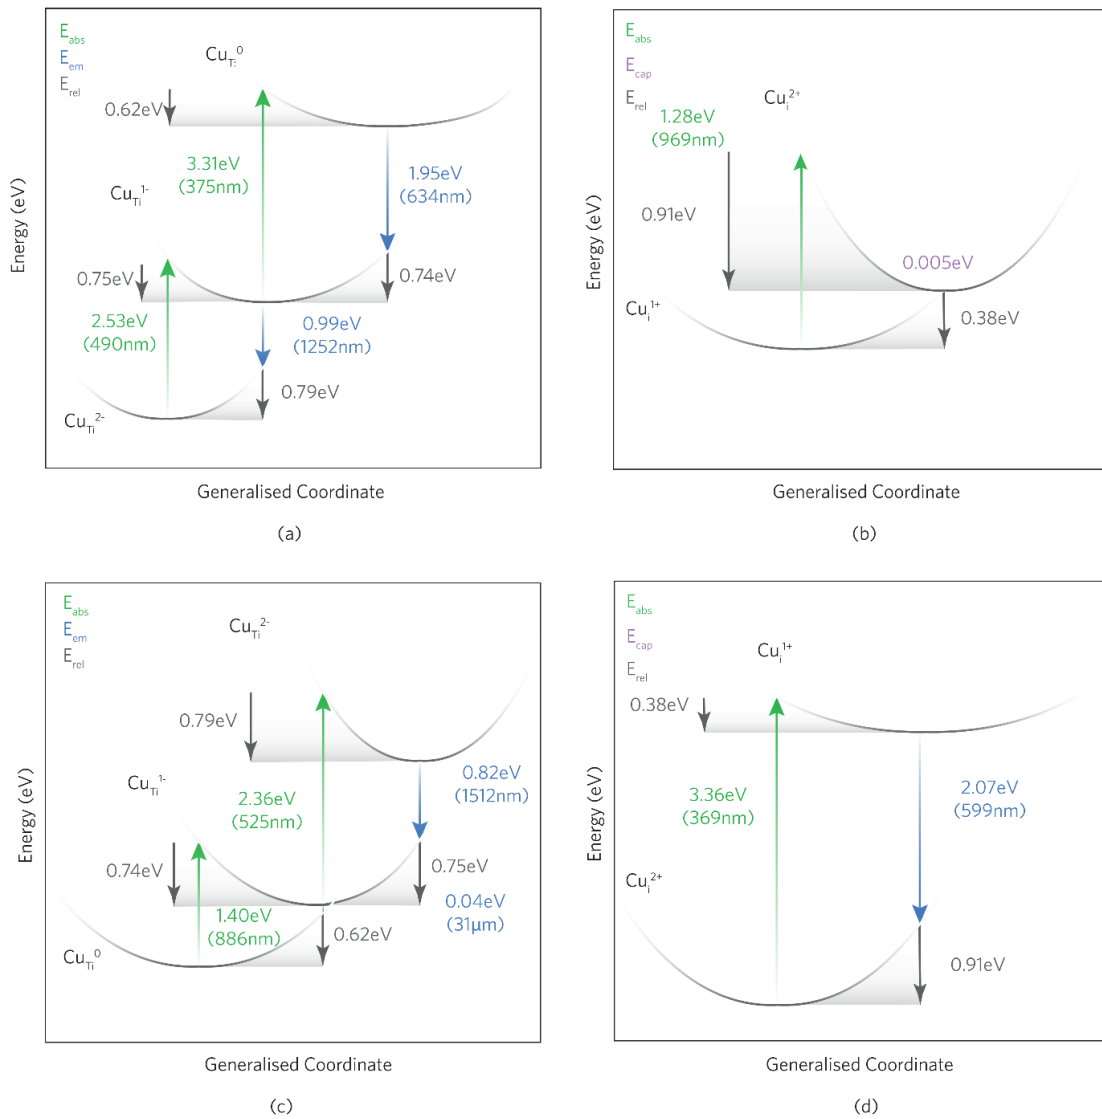 E_abs
E_em
E_rel
Cu_Ti^0
0.62eV
3.31eV
(375nm)
1.95eV
(634nm)
Cu_Ti^1-
0.75eV
0.74eV
2.53eV
(490nm)
0.99eV
(1252nm)
0.79eV
Cu_Ti^2-
Energy (eV)
Generalised Coordinate
(a)
E_abs
E_cap
E_rel
Cu_i^2+
1.28eV
(969nm)
0.91eV
0.005eV
Cu_i^1+
0.38eV
Energy (eV)
Generalised Coordinate
(b)
E_abs
E_em
E_rel
Cu_Ti^2-
0.79eV
Cu_Ti^1-
2.36eV
(525nm)
0.82eV
(1512nm)
0.74eV
0.75eV
1.40eV
(886nm)
0.04eV
(31μm)
0.62eV
Cu_Ti^0
Energy (eV)
Generalised Coordinate
(c)
E_abs
E_cap
E_rel
Cu_i^1+
0.38eV
3.36eV
(369nm)
2.07eV
(599nm)
Cu_i^2+
0.91eV
Energy (eV)
Generalised Coordinate
(d)